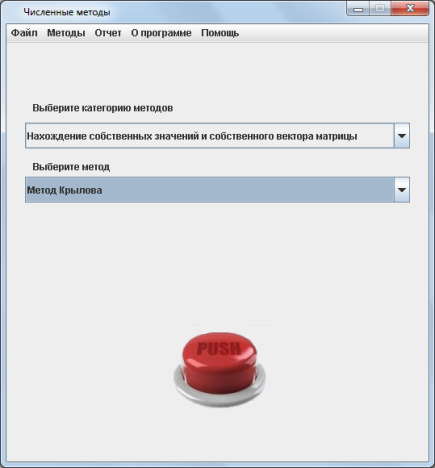 Численные методы
Файл Методы Отчет О программе Помощь
Выберите категорию методов
Нахождение собственных значений и собственного вектора матрицы
Выберите метод
Метод Крылова
PUSH